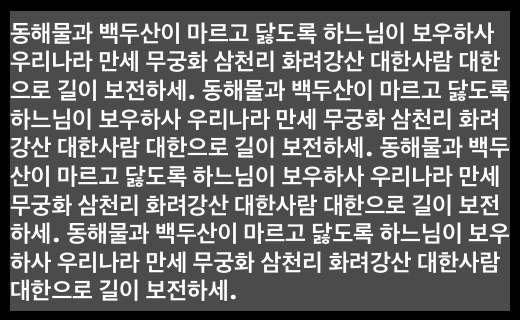 동해물과 백두산이 마르고 닳도록 하느님이 보우하사
우리나라 만세 무궁화 삼천리 화려강산 대한사람 대한
으로 길이 보전하세. 동해물과 백두산이 마르고 닳도록
하느님이 보우하사 우리나라 만세 무궁화 삼천리 화려
강산 대한사람 대한으로 길이 보전하세. 동해물과 백두
산이 마르고 닳도록 하느님이 보우하사 우리나라 만세
무궁화 삼천리 화려강산 대한사람 대한으로 길이 보전
하세. 동해물과 백두산이 마르고 닳도록 하느님이 보우
하사 우리나라 만세 무궁화 삼천리 화려강산 대한사람
대한으로 길이 보전하세.